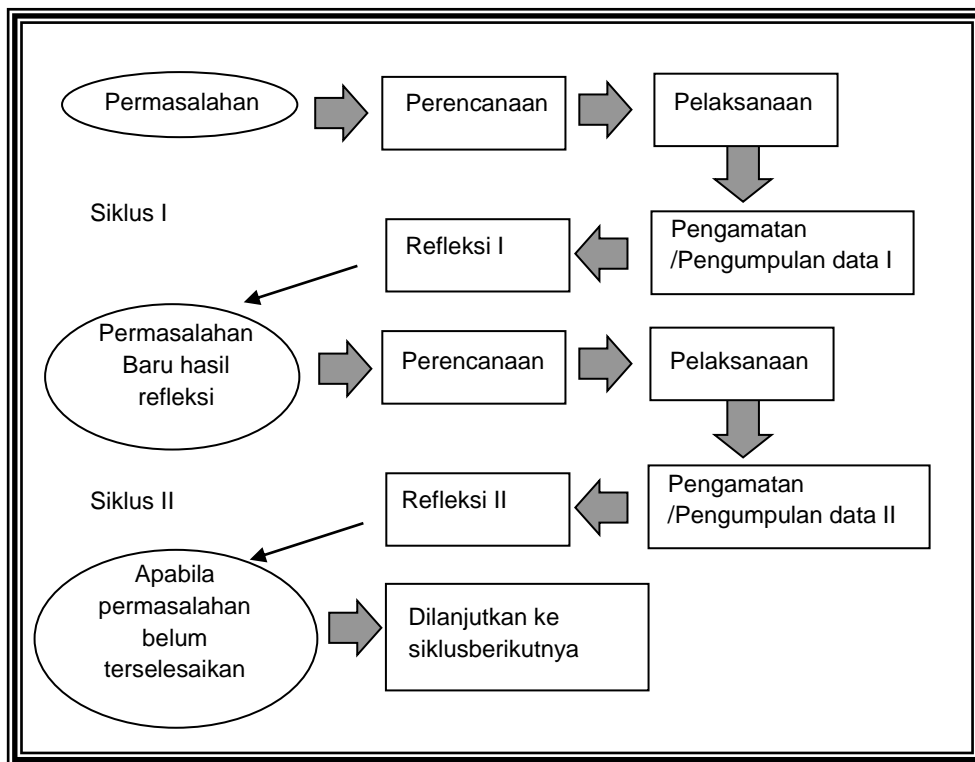 Permasalahan
Perencanaan
Pelaksanaan
Siklus I
Refleksi I
Pengamatan
/Pengumpulan data I
Permasalahan
Baru hasil
refleksi
Perencanaan
Pelaksanaan
Siklus II
Refleksi II
Pengamatan
/Pengumpulan data II
Apabila
permasalahan
belum
terselesaikan
Dilanjutkan ke
siklusberikutnya